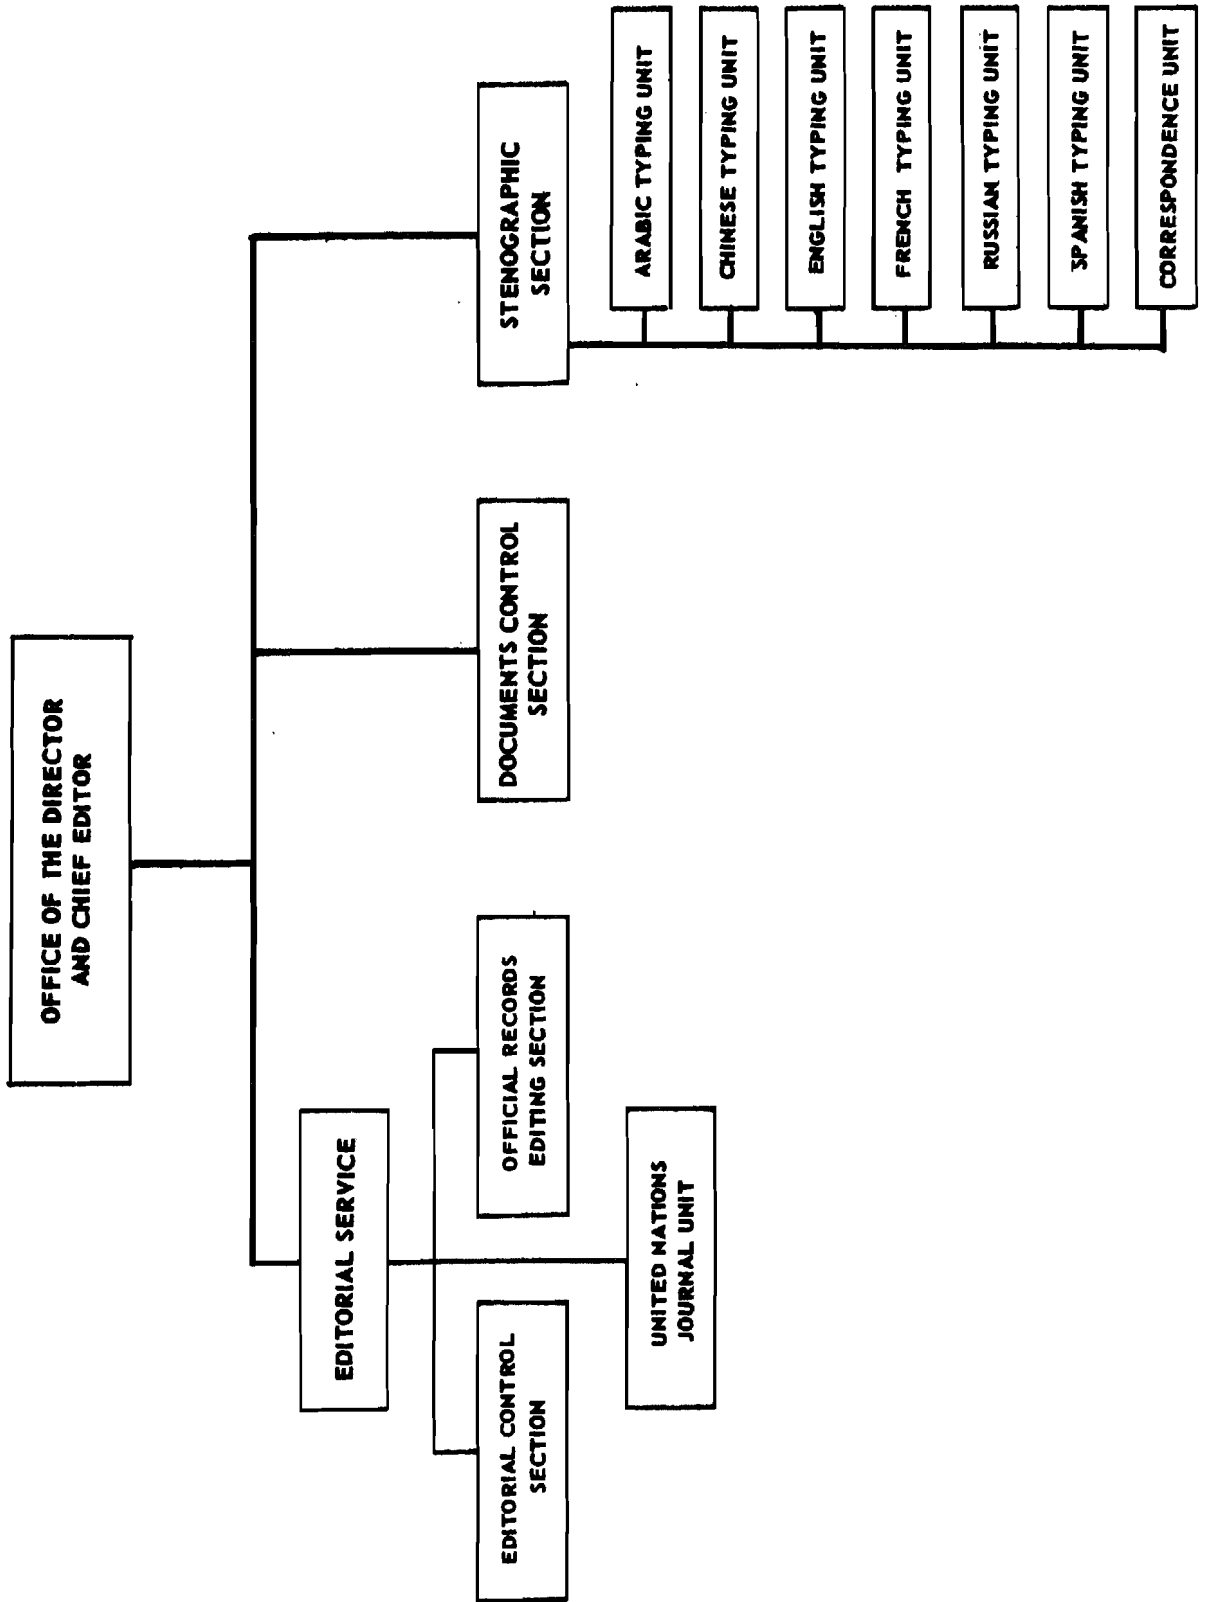 OFFICE OF THE DIRECTOR
AND CHIEF EDITOR
EDITORIAL SERVICE
EDITORIAL CONTROL
SECTION
OFFICIAL RECORDS
EDITING SECTION
UNITED NATIONS
JOURNAL UNIT
DOCUMENTS CONTROL
SECTION
STENOGRAPHIC
SECTION
ARABIC TYPING UNIT
CHINESE TYPING UNIT
ENGLISH TYPING UNIT
FRENCH TYPING UNIT
RUSSIAN TYPING UNIT
SPANISH TYPING UNIT
CORRESPONDENCE UNIT